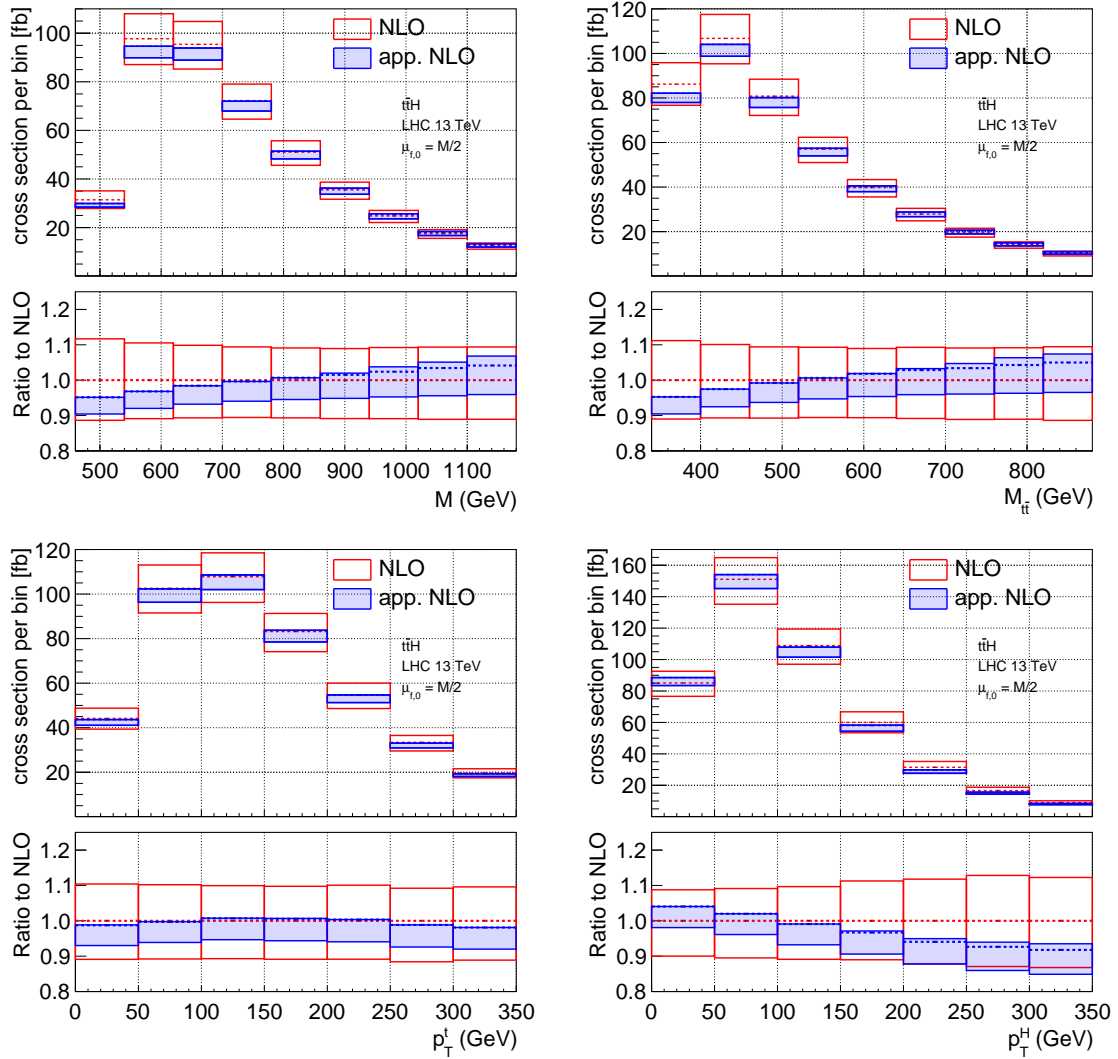 cross section per bin [fb]
100
80
60
40
20
NLO
app. NLO
tt̄H
LHC 13 TeV
μf,0 = M/2
Ratio to NLO
1.2
1.1
1.0
0.9
0.8
500 600 700 800 900 1000 1100
M (GeV)
cross section per bin [fb]
120
100
80
60
40
20
NLO
app. NLO
tt̄H
LHC 13 TeV
μf,0 = M/2
Ratio to NLO
1.2
1.1
1.0
0.9
0.8
400 500 600 700 800
Mtt̄ (GeV)
cross section per bin [fb]
120
100
80
60
40
20
NLO
app. NLO
tt̄H
LHC 13 TeV
μf,0 = M/2
Ratio to NLO
1.2
1.1
1.0
0.9
0.8
0 50 100 150 200 250 300 350
pTt (GeV)
cross section per bin [fb]
160
140
120
100
80
60
40
20
NLO
app. NLO
tt̄H
LHC 13 TeV
μf,0 = M/2
Ratio to NLO
1.2
1.1
1.0
0.9
0.8
0 50 100 150 200 250 300 350
pTH (GeV)